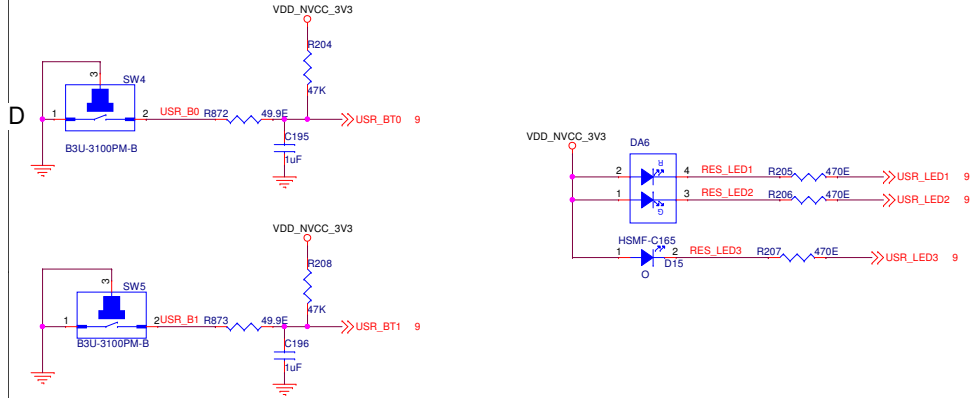 VDD_NVCC_3V3
R204
47K
3
SW4
1
2
USR_B0
R872
49.9E
USR_BT0 9
D
B3U-3100PM-B
C195
1uF
VDD_NVCC_3V3
DA6
R
2
4
RES_LED1
R205
470E
USR_LED1 9
1
3
RES_LED2
R206
470E
USR_LED2 9
G
HSMF-C165
1
2
RES_LED3
R207
470E
USR_LED3 9
D15
O
VDD_NVCC_3V3
R208
47K
3
SW5
1
2
USR_B1
R873
49.9E
USR_BT1 9
B3U-3100PM-B
C196
1uF